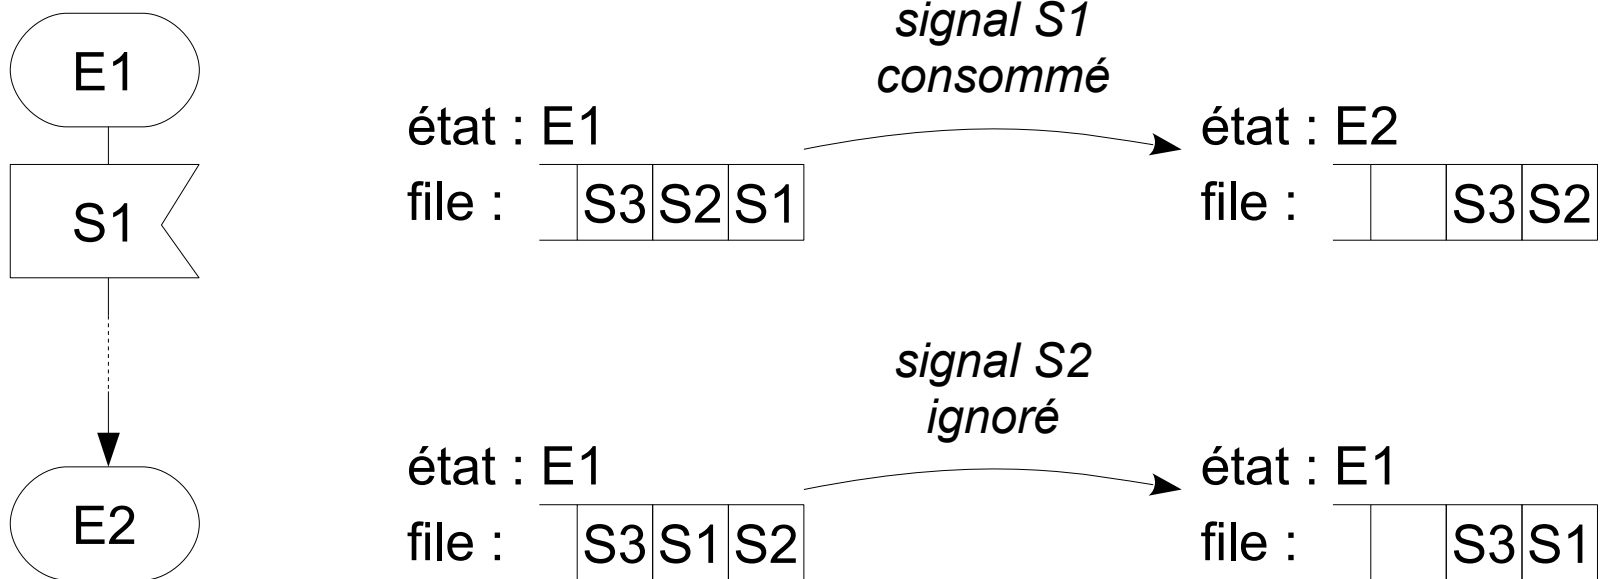 E1
S1
E2
signal S1
consommé
état : E1
file : S3 S2 S1
état : E2
file : S3 S2
signal S2
ignoré
état : E1
file : S3 S1 S2
état : E1
file : S3 S1